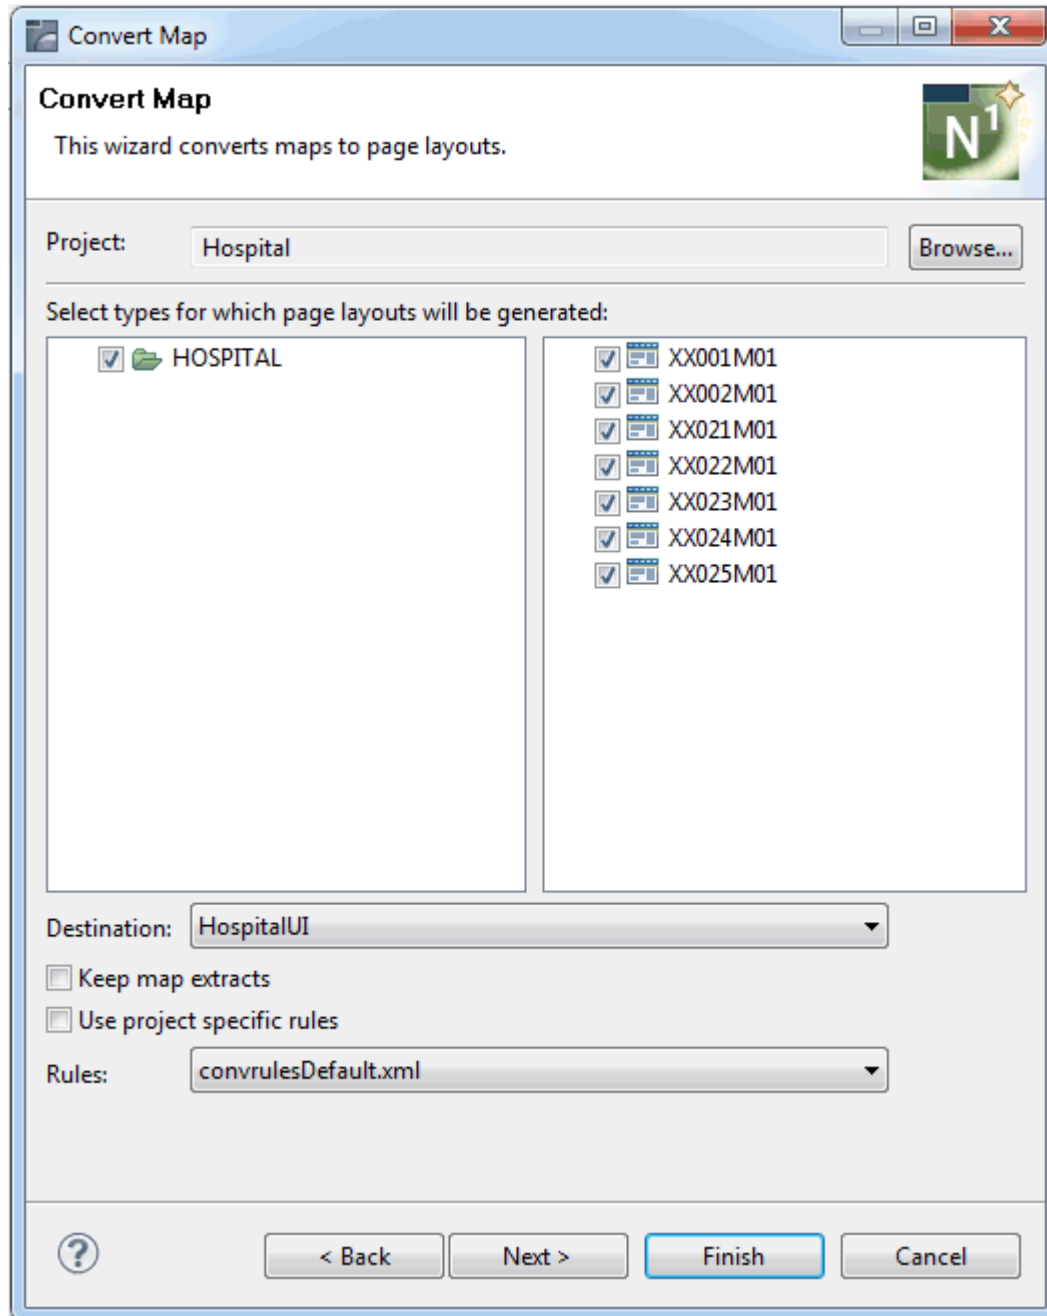 Convert Map
Convert Map
This wizard converts maps to page layouts.
N1
Project: Hospital Browse...
Select types for which page layouts will be generated:
HOSPITAL
XX001M01
XX002M01
XX021M01
XX022M01
XX023M01
XX024M01
XX025M01
Destination: HospitalUI
Keep map extracts
Use project specific rules
Rules: convrulesDefault.xml
? < Back Next > Finish Cancel